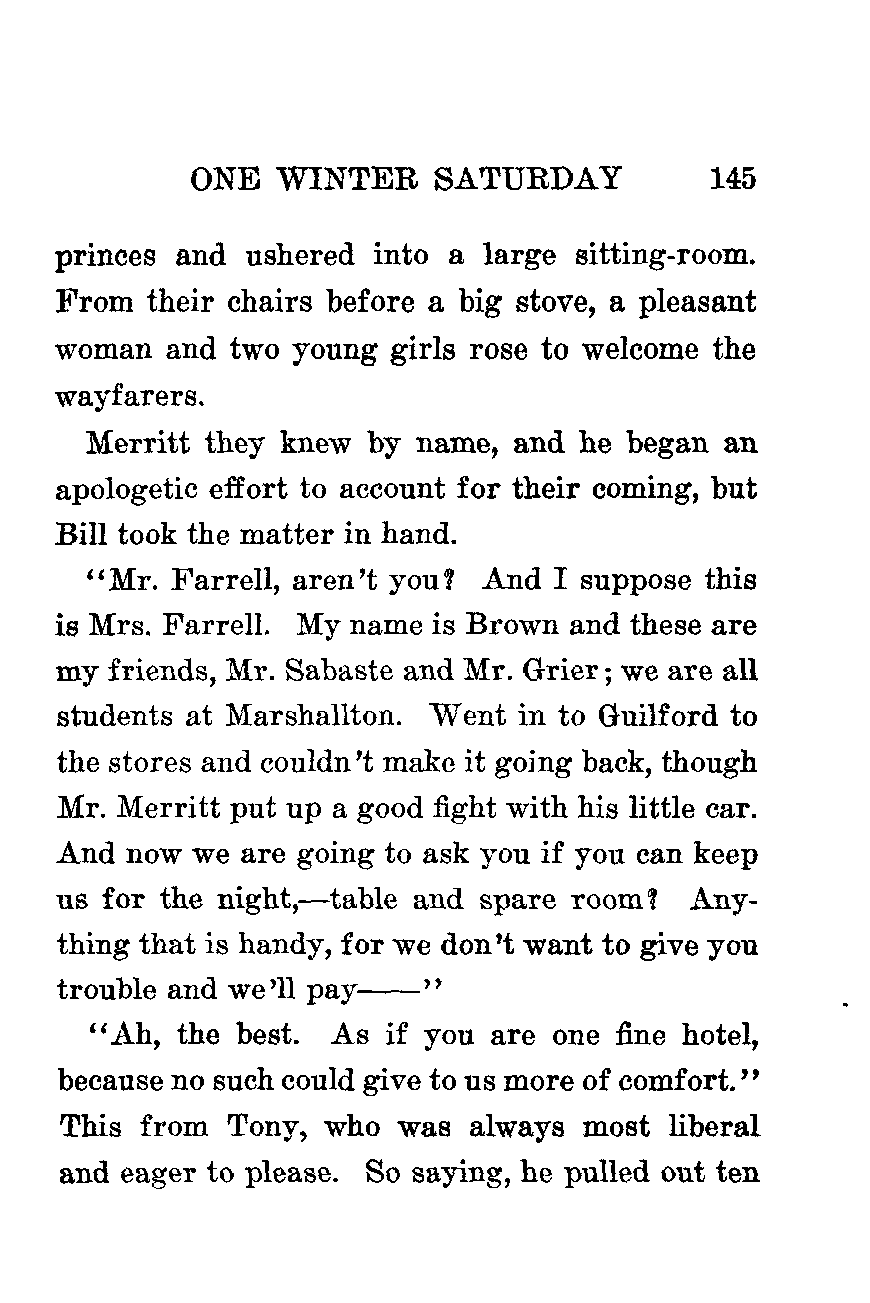 ONE WINTER SATURDAY 145
princes and ushered into a large sitting-room.
From their chairs before a big stove, a pleasant
woman and two young girls rose to welcome the
wayfarers.
Merritt they knew by name, and he began an
apologetic effort to account for their coming, but
Bill took the matter in hand.
“Mr. Farrell, aren’t you? And I suppose this
is Mrs. Farrell. My name is Brown and these are
my friends, Mr. Sabaste and Mr. Grier; we are all
students at Marshallton. Went in to Guilford to
the stores and couldn’t make it going back, though
Mr. Merritt put up a good fight with his little car.
And now we are going to ask you if you can keep
us for the night,—table and spare room? Any-
thing that is handy, for we don’t want to give you
trouble and we’ll pay——”
“Ah, the best. As if you are one fine hotel,
because no such could give to us more of comfort.”
This from Tony, who was always most liberal
and eager to please. So saying, he pulled out ten